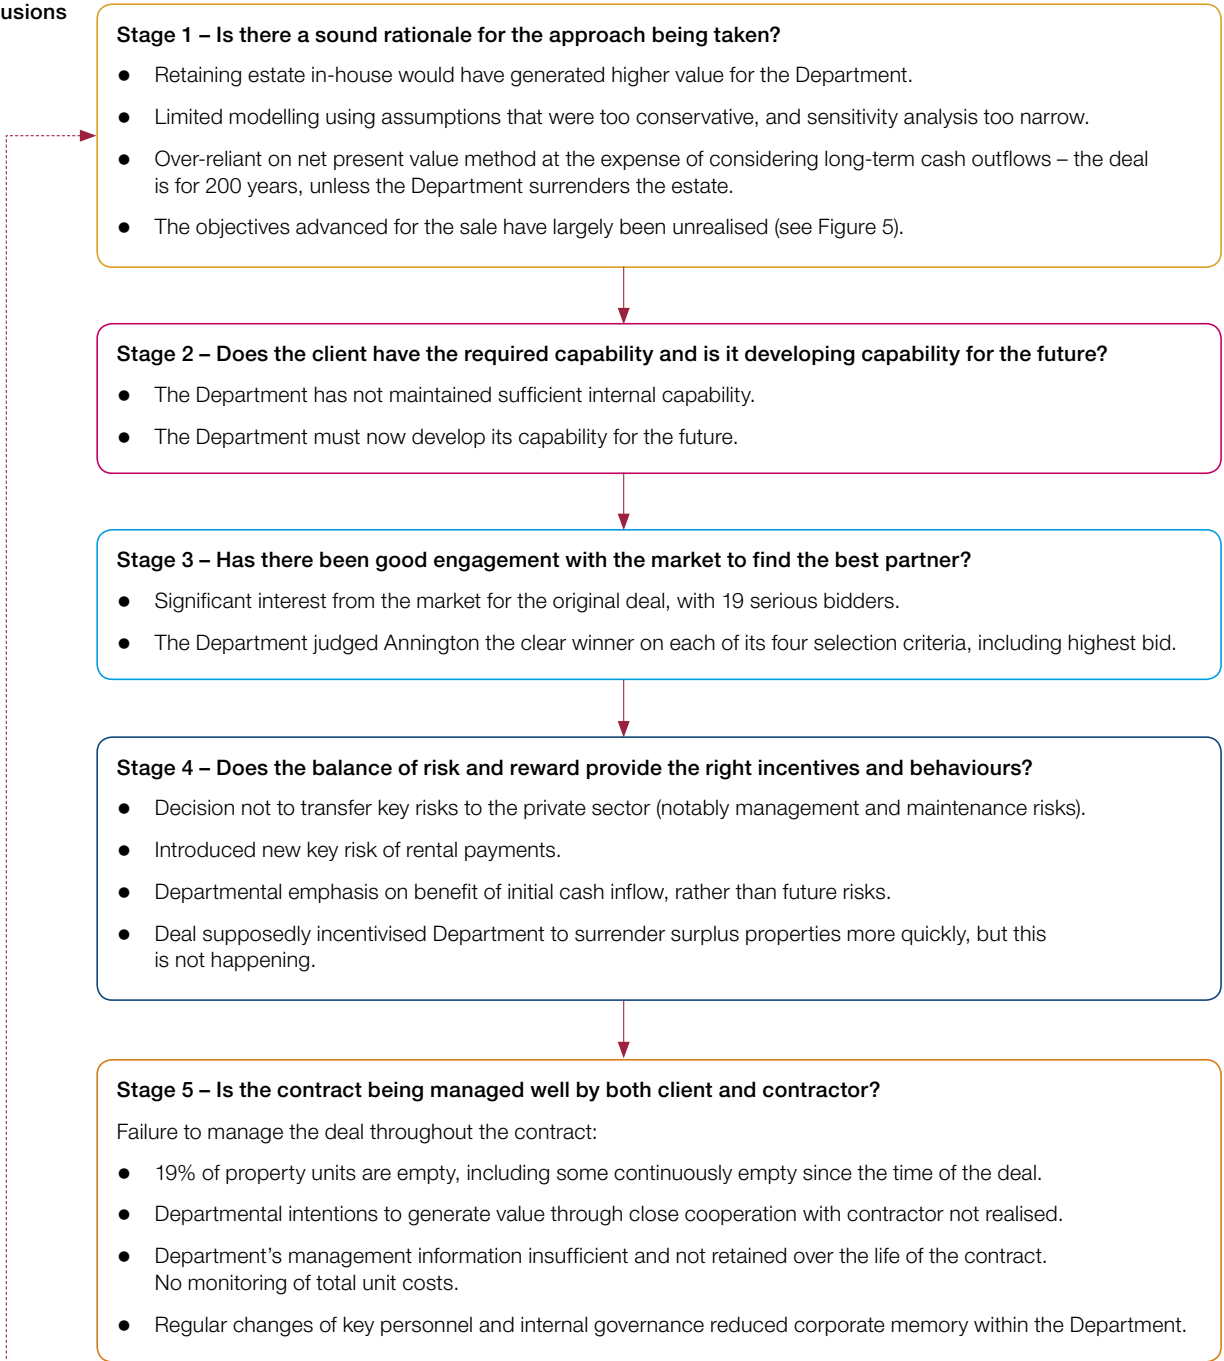 usions
Stage 1 – Is there a sound rationale for the approach being taken?
● Retaining estate in-house would have generated higher value for the Department.
● Limited modelling using assumptions that were too conservative, and sensitivity analysis too narrow.
● Over-reliant on net present value method at the expense of considering long-term cash outflows – the deal
is for 200 years, unless the Department surrenders the estate.
● The objectives advanced for the sale have largely been unrealised (see Figure 5).
Stage 2 – Does the client have the required capability and is it developing capability for the future?
● The Department has not maintained sufficient internal capability.
● The Department must now develop its capability for the future.
Stage 3 – Has there been good engagement with the market to find the best partner?
● Significant interest from the market for the original deal, with 19 serious bidders.
● The Department judged Annington the clear winner on each of its four selection criteria, including highest bid.
Stage 4 – Does the balance of risk and reward provide the right incentives and behaviours?
● Decision not to transfer key risks to the private sector (notably management and maintenance risks).
● Introduced new key risk of rental payments.
● Departmental emphasis on benefit of initial cash inflow, rather than future risks.
● Deal supposedly incentivised Department to surrender surplus properties more quickly, but this
is not happening.
Stage 5 – Is the contract being managed well by both client and contractor?
Failure to manage the deal throughout the contract:
● 19% of property units are empty, including some continuously empty since the time of the deal.
● Departmental intentions to generate value through close cooperation with contractor not realised.
● Department's management information insufficient and not retained over the life of the contract.
No monitoring of total unit costs.
● Regular changes of key personnel and internal governance reduced corporate memory within the Department.